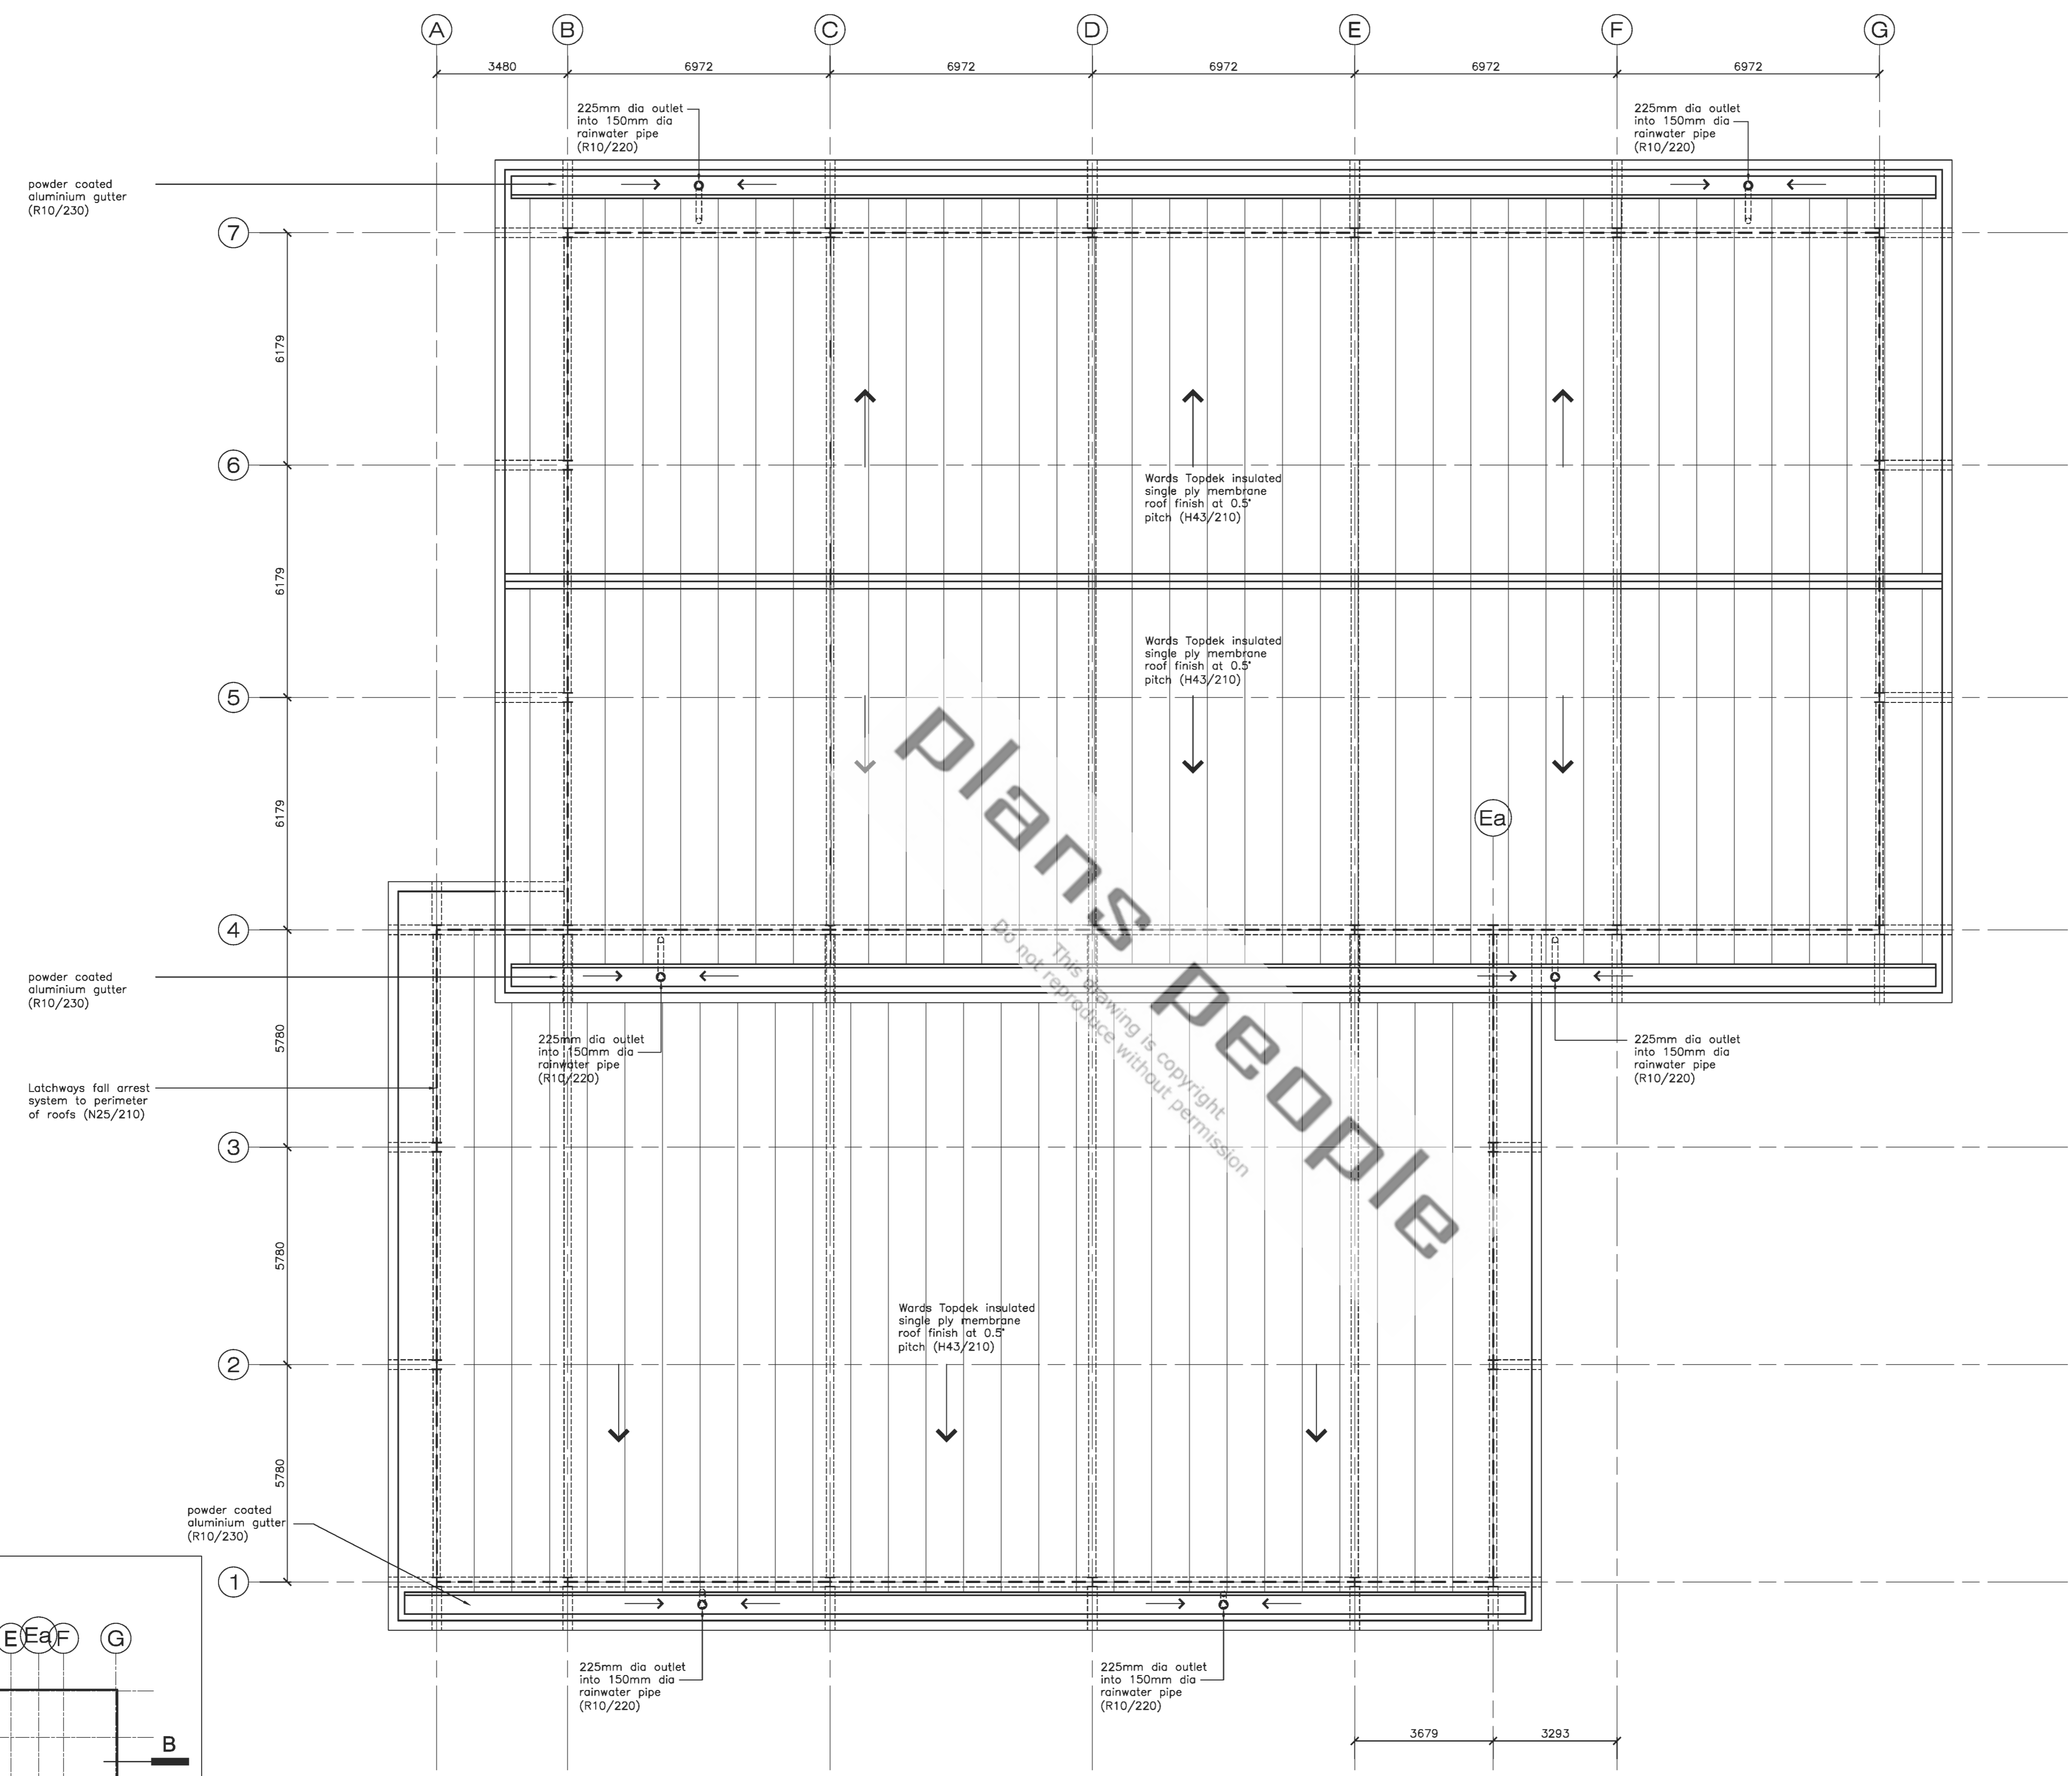 A
B
C
D
E
F
G
3480
6972
6972
6972
6972
6972
225mm dia outlet
into 150mm dia
rainwater pipe
(R10/220)
225mm dia outlet
into 150mm dia
rainwater pipe
(R10/220)
powder coated
aluminium gutter
(R10/230)
7
6179
6
Wards Topdek insulated
single ply membrane
roof finish at 0.5°
pitch (H43/210)
6179
Wards Topdek insulated
single ply membrane
roof finish at 0.5°
pitch (H43/210)
5
6179
Ea
4
powder coated
aluminium gutter
(R10/230)
5780
225mm dia outlet
into 150mm dia
rainwater pipe
(R10/220)
225mm dia outlet
into 150mm dia
rainwater pipe
(R10/220)
Latchways fall arrest
system to perimeter
of roofs (N25/210)
plans people
This drawing is copyright
Do not reproduce without permission
3
5780
2
Wards Topdek insulated
single ply membrane
roof finish at 0.5°
pitch (H43/210)
5780
powder coated
aluminium gutter
(R10/230)
1
225mm dia outlet
into 150mm dia
rainwater pipe
(R10/220)
225mm dia outlet
into 150mm dia
rainwater pipe
(R10/220)
3679
3293
E
Ea
F
G
B